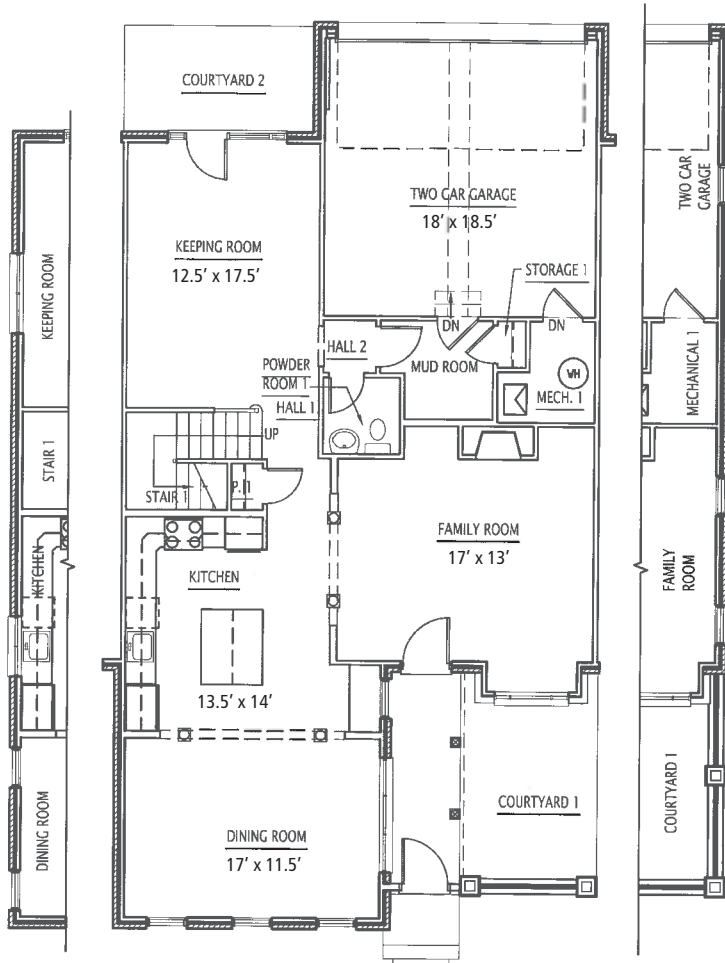 COURTYARD 2
TWO CAR GARAGE
18' x 18.5'
TWO CAR
GARAGE
KEEPING ROOM
12.5' x 17.5'
KEEPING ROOM
STORAGE 1
DN
DN
HALL 2
MUD ROOM
POWDER
ROOM 1
HALL 1
WH
MECH. 1
MECHANICAL 1
UP
STAIR 1
STAIR 1
P. 1
FAMILY ROOM
17' x 13'
FAMILY
ROOM
KITCHEN
KITCHEN
13.5' x 14'
COURTYARD 1
COURTYARD 1
DINING ROOM
17' x 11.5'
DINING ROOM